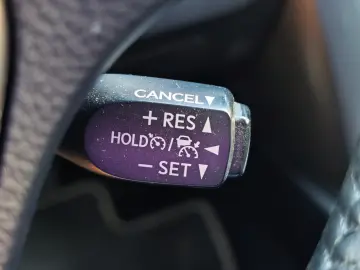 CANCEL▼
+ RES ▲
HOLD / ◀
− SET ▼